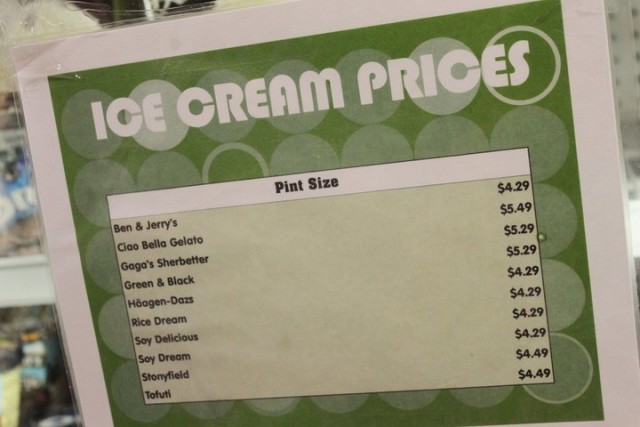 ICE CREAM PRICES
Pint Size
Ben & Jerry's $4.29
Ciao Bella Gelato $5.49
Gaga's Sherbetter $5.29
Green & Black $5.29
Häagen-Dazs $4.29
Rice Dream $4.29
Soy Delicious $4.29
Soy Dream $4.29
Stonyfield $4.49
Tofuti $4.49